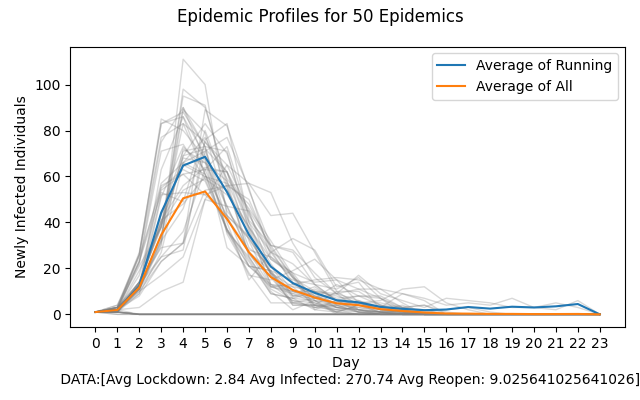 Epidemic Profiles for 50 Epidemics
Newly Infected Individuals
100
80
60
40
20
0
Average of Running
Average of All
0 1 2 3 4 5 6 7 8 9 10 11 12 13 14 15 16 17 18 19 20 21 22 23
Day
DATA:[Avg Lockdown: 2.84 Avg Infected: 270.74 Avg Reopen: 9.025641025641026]